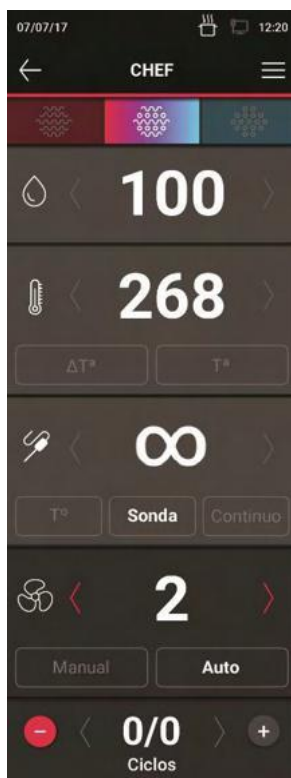 07/07/17 12:20
CHEF
100
268
ΔTª Tª
∞
Tº Sonda Continuo
2
Manual Auto
0/0
Ciclos